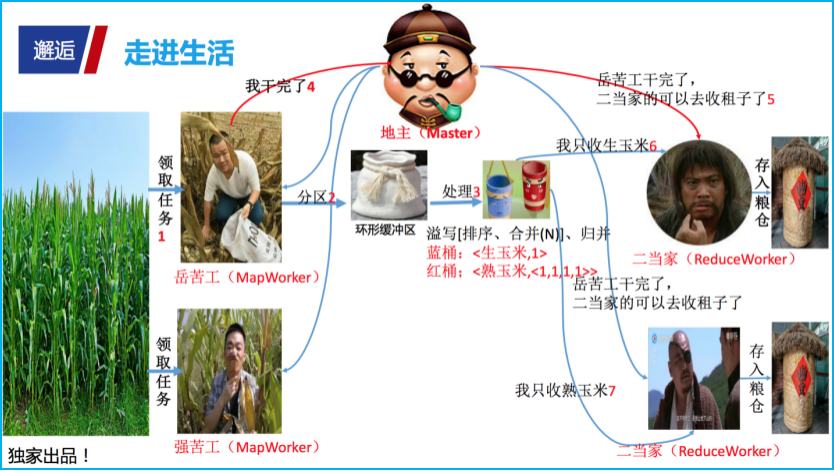 邂逅
走进生活
我干完了4
地主（Master）
岳苦工干完了，
二当家的可以去收租子了5
领取任务1
分区2
环形缓冲区
处理3
我只收生玉米6
存入粮仓
溢写[排序、合并(N)]、归并
蓝桶：<生玉米,1>
红桶：<熟玉米,<1,1,1,1>>
岳苦工（MapWorker）
二当家（ReduceWorker）
岳苦工干完了，
二当家的可以去收租子了
领取任务
我只收熟玉米7
存入粮仓
强苦工（MapWorker）
二当家（ReduceWorker）
独家出品！